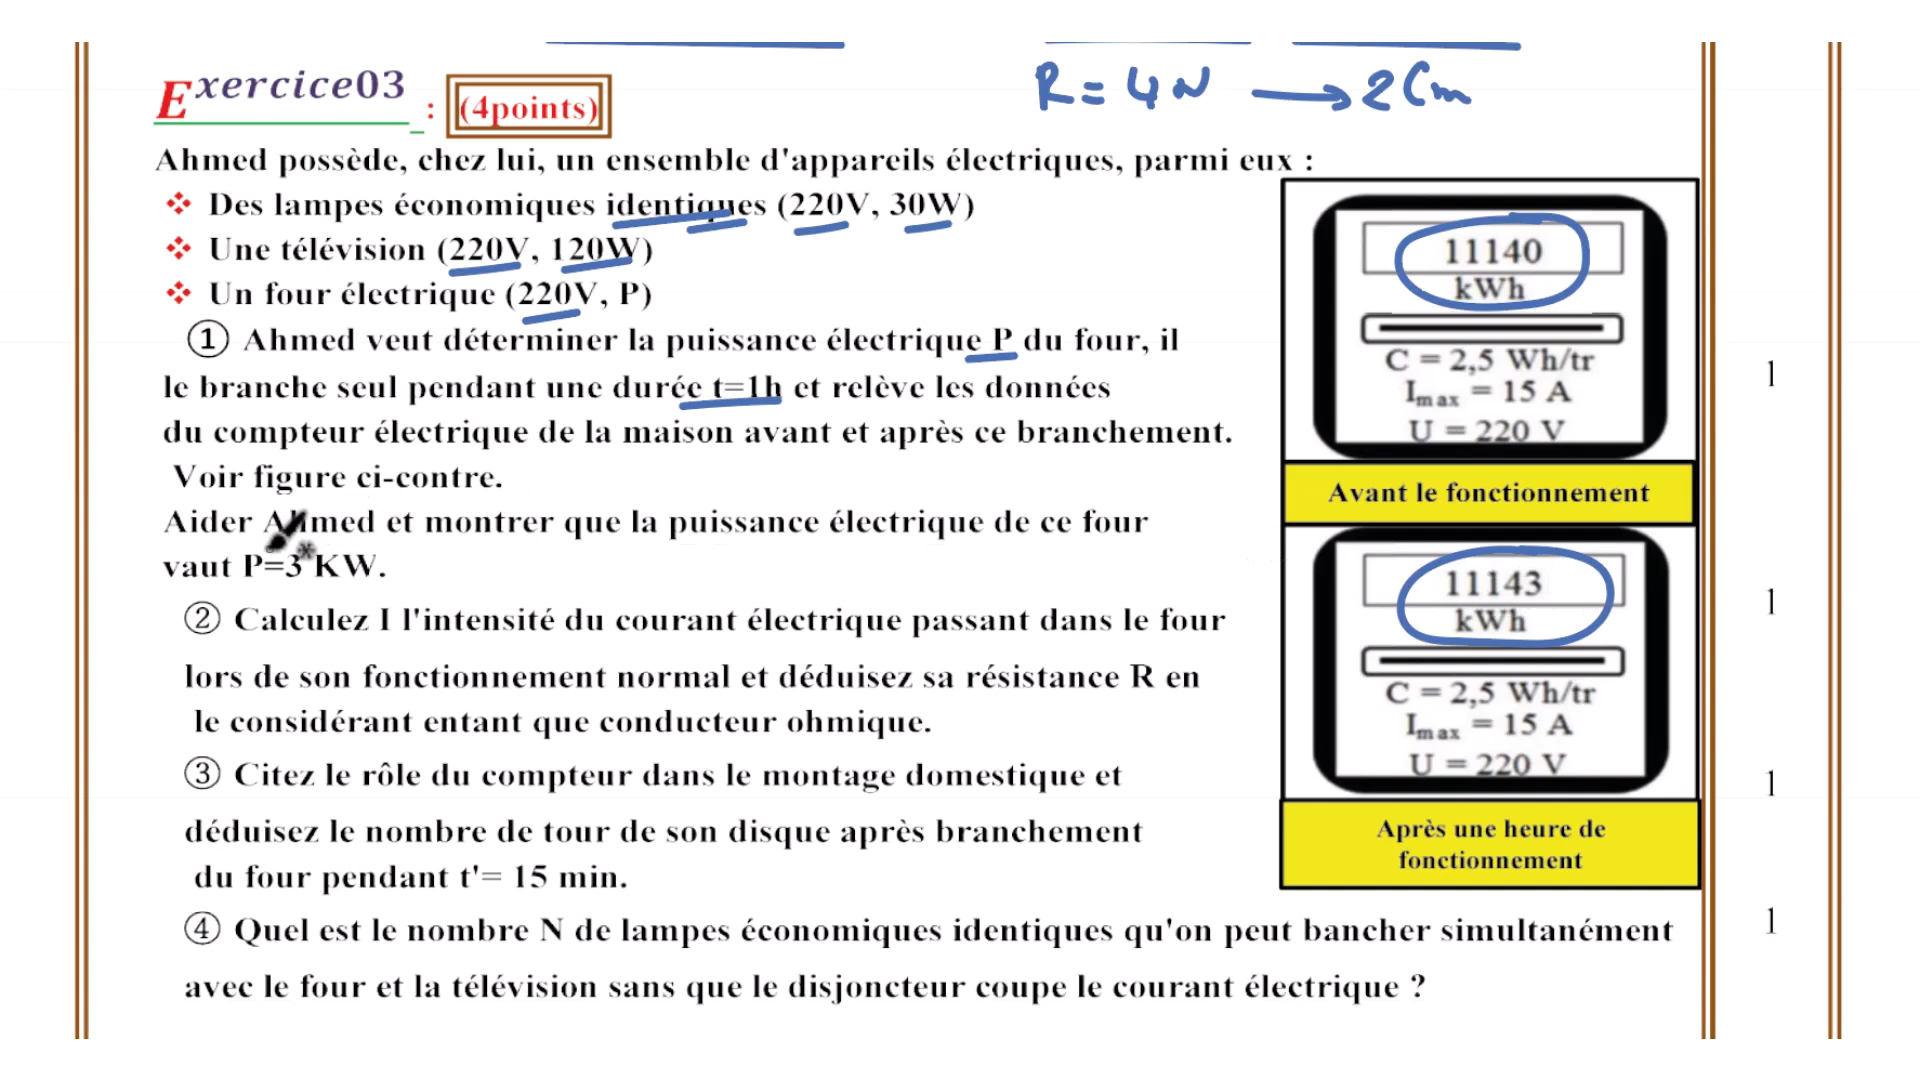 R = 4N → 2Cm
Exercice03 : (4points)
Ahmed possède, chez lui, un ensemble d'appareils électriques, parmi eux :
❖ Des lampes économiques identiques (220V, 30W)
❖ Une télévision (220V, 120W)
❖ Un four électrique (220V, P)
① Ahmed veut déterminer la puissance électrique P du four, il
le branche seul pendant une durée t=1h et relève les données
du compteur électrique de la maison avant et après ce branchement.
Voir figure ci-contre.
Aider Ahmed et montrer que la puissance électrique de ce four
vaut P=3 KW.
② Calculez I l'intensité du courant électrique passant dans le four
lors de son fonctionnement normal et déduisez sa résistance R en
le considérant entant que conducteur ohmique.
③ Citez le rôle du compteur dans le montage domestique et
déduisez le nombre de tour de son disque après branchement
du four pendant t'= 15 min.
④ Quel est le nombre N de lampes économiques identiques qu'on peut bancher simultanément
avec le four et la télévision sans que le disjoncteur coupe le courant électrique ?
11140
kWh
C = 2,5 Wh/tr
Imax = 15 A
U = 220 V
Avant le fonctionnement
11143
kWh
C = 2,5 Wh/tr
Imax = 15 A
U = 220 V
Après une heure de
fonctionnement
1
1
1
1